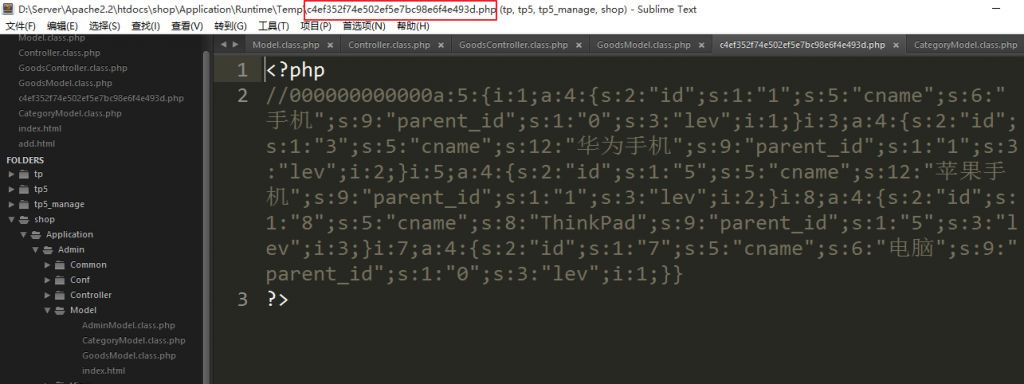 D:\Server\Apache2.2\htdocs\shop\Application\Runtime\Temp\c4ef352f74e502ef5e7bc98e6f4e493d.php (tp, tp5, tp5_manage, shop) - Sublime Text
文件(F) 编辑(E) 选择(S) 查找(I) 查看(V) 转到(G) 工具(T) 项目(P) 首选项(N) 帮助(H)
Model.class.php
Controller.class.php
GoodsController.class.php
GoodsModel.class.php
c4ef352f74e502ef5e7bc98e6f4e493d.php
CategoryModel.class.php
Controller.class.php
GoodsController.class.php
GoodsModel.class.php
c4ef352f74e502ef5e7bc98e6f4e493d.php
CategoryModel.class.php
index.html
add.html
FOLDERS
tp
tp5
tp5_manage
shop
Application
Admin
Common
Conf
Controller
Model
AdminModel.class.php
CategoryModel.class.php
GoodsModel.class.php
index.html
1 <?php
2 //000000000000a:5:{i:1;a:4:{s:2:"id";s:1:"1";s:5:"cname";s:6:"
手机";s:9:"parent_id";s:1:"0";s:3:"lev";i:1;}i:3;a:4:{s:2:"id";
s:1:"3";s:5:"cname";s:12:"华为手机";s:9:"parent_id";s:1:"1";s:3
:"lev";i:2;}i:5;a:4:{s:2:"id";s:1:"5";s:5:"cname";s:12:"苹果手
机";s:9:"parent_id";s:1:"1";s:3:"lev";i:2;}i:8;a:4:{s:2:"id";s
:1:"8";s:5:"cname";s:8:"ThinkPad";s:9:"parent_id";s:1:"5";s:3:"l
ev";i:3;}i:7;a:4:{s:2:"id";s:1:"7";s:5:"cname";s:6:"电脑";s:9:"
parent_id";s:1:"0";s:3:"lev";i:1;}}
3 ?>